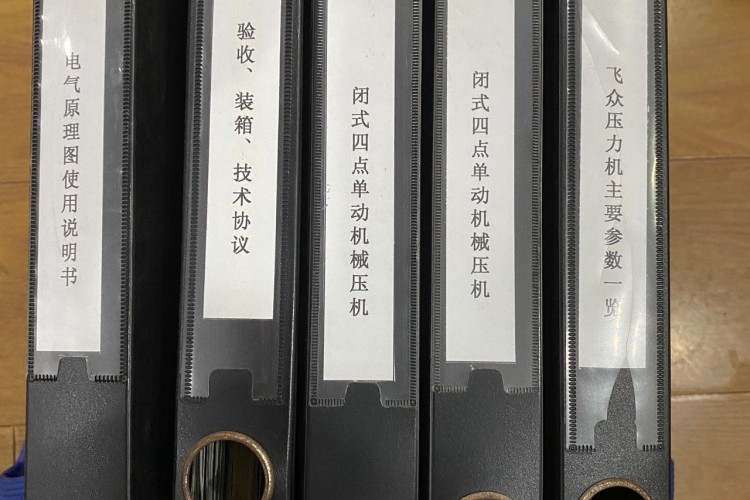 电气原理图使用说明书
验收、装箱、技术协议
闭式四点单动机械压机
闭式四点单动机械压机
飞众压力机主要参数一览